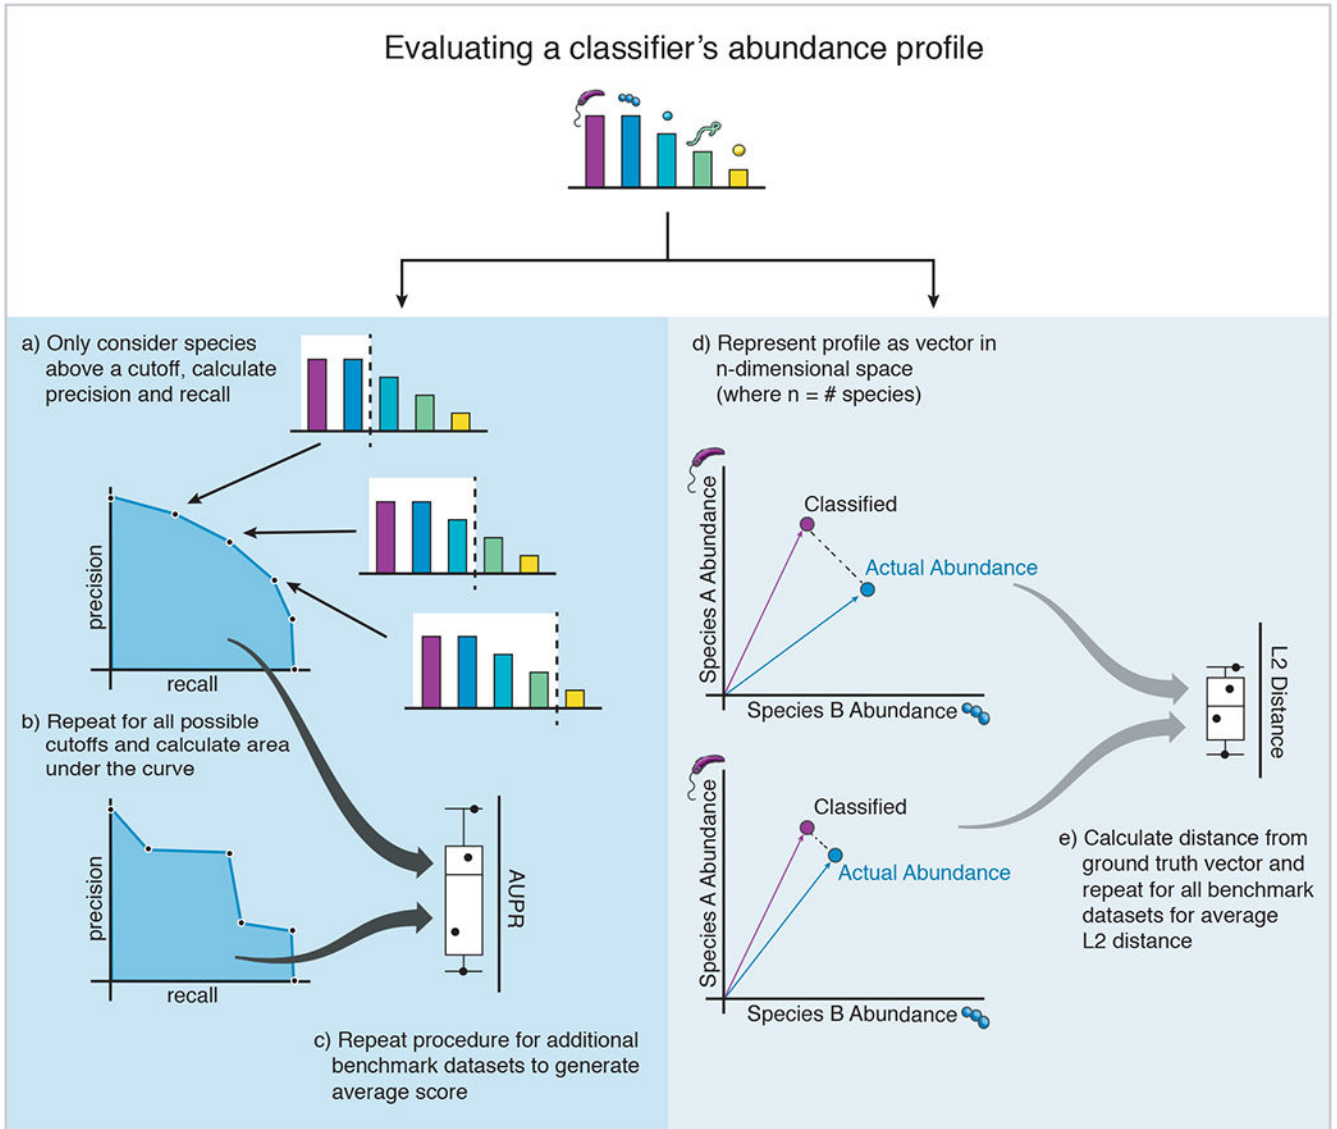 Evaluating a classifier's abundance profile
a) Only consider species
above a cutoff, calculate
precision and recall
precision
recall
b) Repeat for all possible
cutoffs and calculate area
under the curve
precision
recall
AUPR
c) Repeat procedure for additional
benchmark datasets to generate
average score
d) Represent profile as vector in
n-dimensional space
(where n = # species)
Species A Abundance
Classified
Actual Abundance
Species B Abundance
L2 Distance
Species A Abundance
Classified
Actual Abundance
Species B Abundance
e) Calculate distance from
ground truth vector and
repeat for all benchmark
datasets for average
L2 distance